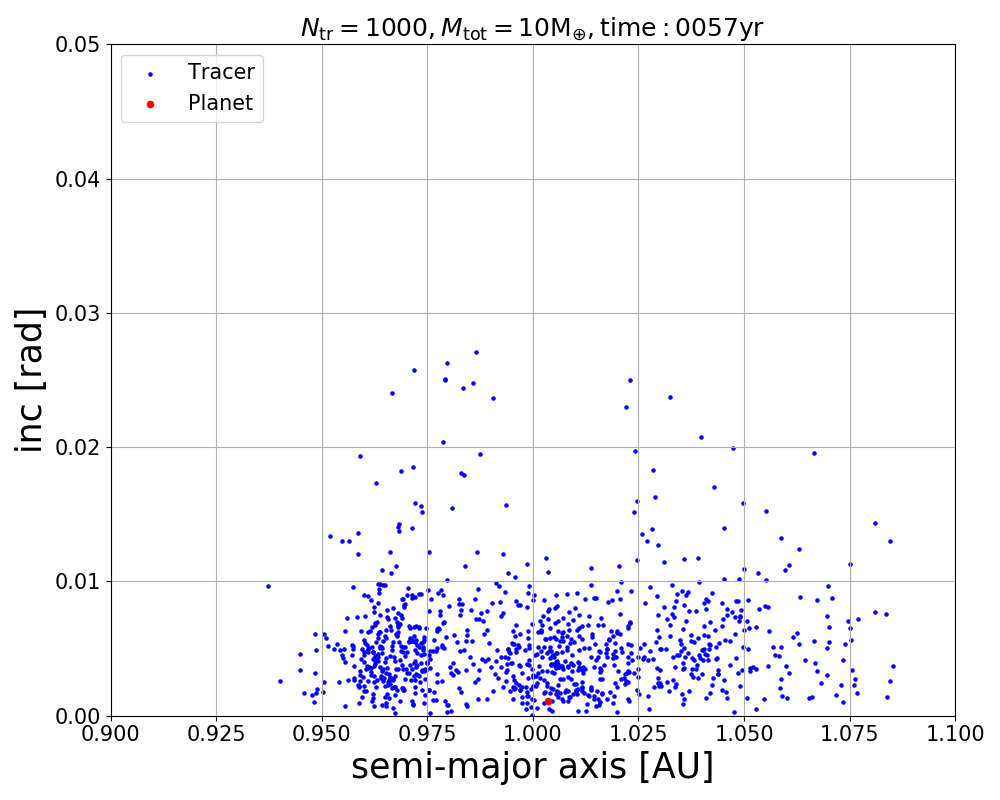 N_tr = 1000, M_tot = 10M_⊕, time : 0057yr
Tracer
Planet
0.05
0.04
0.03
0.02
0.01
0.00
inc [rad]
0.900 0.925 0.950 0.975 1.000 1.025 1.050 1.075 1.100
semi-major axis [AU]